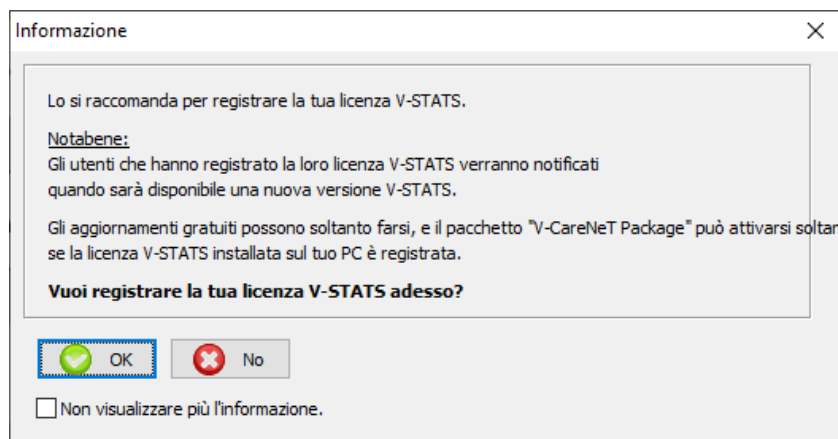 Informazione
Lo si raccomanda per registrare la tua licenza V-STATS.
Notabene:
Gli utenti che hanno registrato la loro licenza V-STATS verranno notificati
quando sarà disponibile una nuova versione V-STATS.
Gli aggiornamenti gratuiti possono soltanto farsi, e il pacchetto "V-CareNeT Package" può attivarsi soltan
se la licenza V-STATS installata sul tuo PC è registrata.
Vuoi registrare la tua licenza V-STATS adesso?
OK No
Non visualizzare più l'informazione.